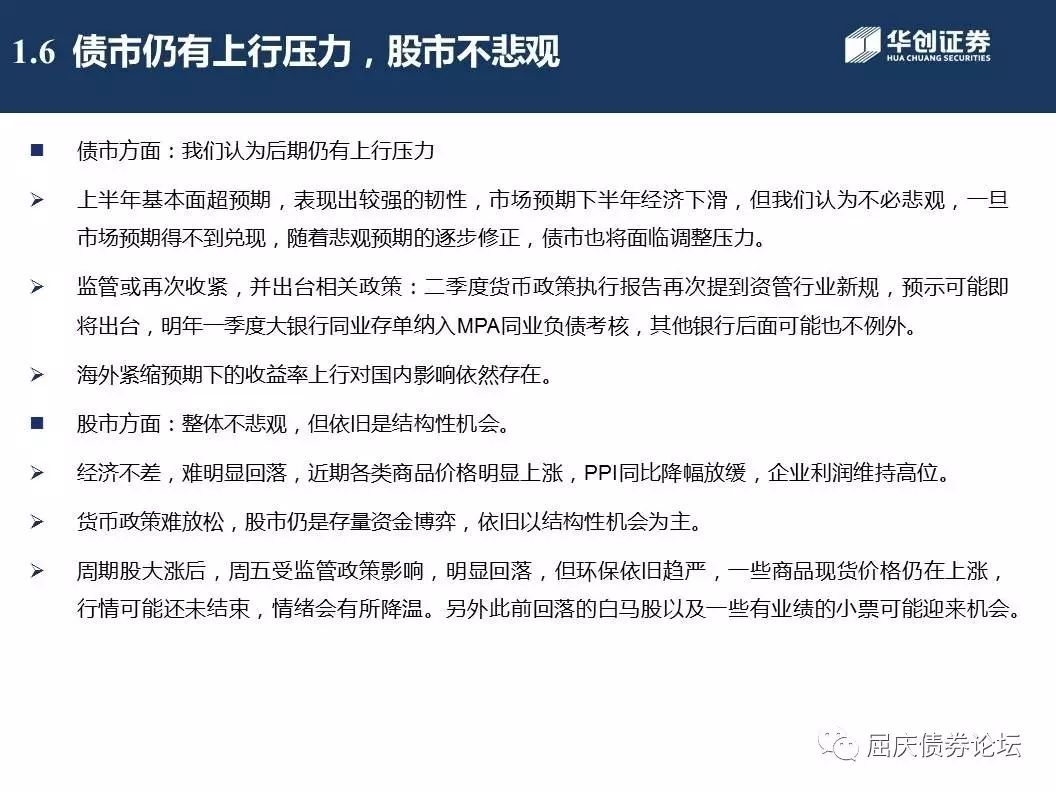 1.6 债市仍有上行压力，股市不悲观
华创证券
HUA CHUANG SECURITIES
■ 债市方面：我们认为后期仍有上行压力
➢ 上半年基本面超预期，表现出较强的韧性，市场预期下半年经济下滑，但我们认为不必悲观，一旦
市场预期得不到兑现，随着悲观预期的逐步修正，债市也将面临调整压力。
➢ 监管或再次收紧，并出台相关政策：二季度货币政策执行报告再次提到资管行业新规，预示可能即
将出台，明年一季度大银行同业存单纳入MPA同业负债考核，其他银行后面可能也不例外。
➢ 海外紧缩预期下的收益率上行对国内影响依然存在。
■ 股市方面：整体不悲观，但依旧是结构性机会。
➢ 经济不差，难明显回落，近期各类商品价格明显上涨，PPI同比降幅放缓，企业利润维持高位。
➢ 货币政策难放松，股市仍是存量资金博弈，依旧以结构性机会为主。
➢ 周期股大涨后，周五受监管政策影响，明显回落，但环保依旧趋严，一些商品现货价格仍在上涨，
行情可能还未结束，情绪会有所降温。另外此前回落的白马股以及一些有业绩的小票可能迎来机会。
屈庆债券论坛